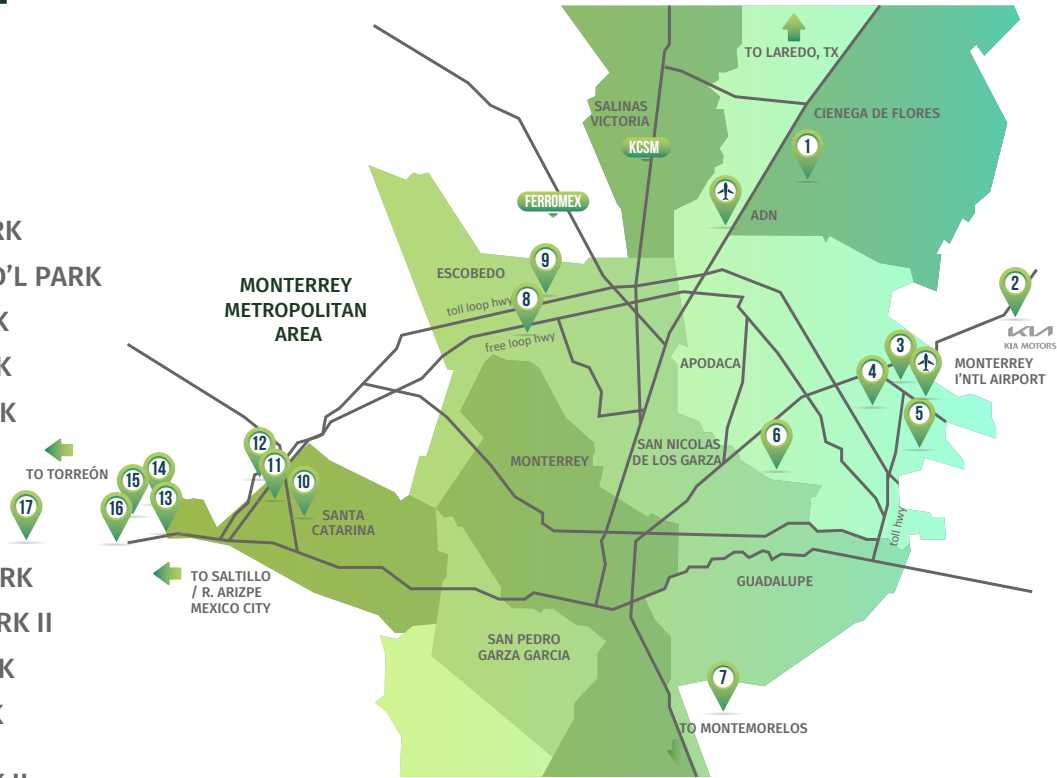 RK
D'L PARK
K
K
K
RK
RK II
K
K
K II
MONTERREY
METROPOLITAN
AREA
TO LAREDO, TX
SALINAS
VICTORIA
CIENEGA DE FLORES
KCSM
1
ADN
FERROMEX
ESCOBEDO
9
8
toll loop hwy
free loop hwy
2
KIA
KIA MOTORS
3
MONTERREY
I'NTL AIRPORT
4
5
APODACA
6
SAN NICOLAS
DE LOS GARZA
MONTERREY
12
11
10
TO TORREÓN
14
15
13
16
17
SANTA
CATARINA
toll hwy
TO SALTILLO
/ R. ARIZPE
MEXICO CITY
GUADALUPE
SAN PEDRO
GARZA GARCIA
7
TO MONTEMORELOS